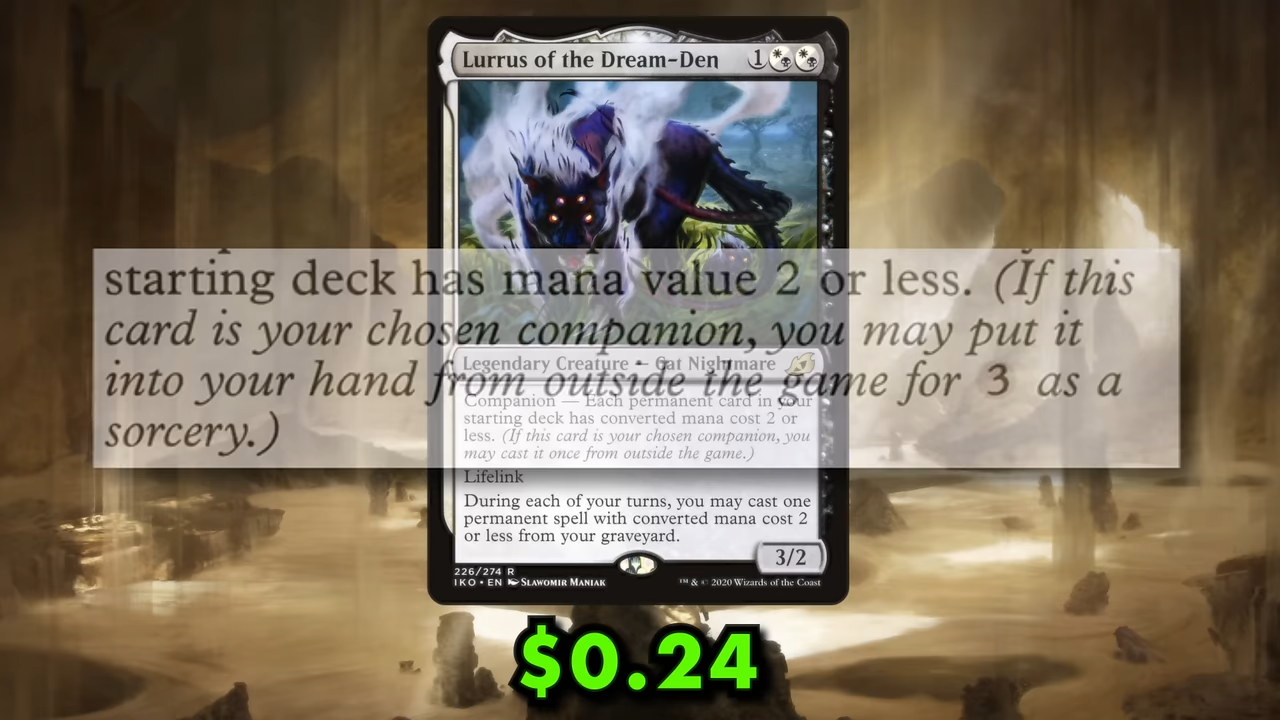 Lurrus of the Dream-Den 1
starting deck has mana value 2 or less. (If this
card is your chosen companion, you may put it
into your hand from outside the game for 3 as a
sorcery.)
Legendary Creature — Cat Nightmare
Companion — Each permanent card in your
starting deck has converted mana cost 2 or
less. (If this card is your chosen companion, you
may cast it once from outside the game.)
Lifelink
During each of your turns, you may cast one
permanent spell with converted mana cost 2
or less from your graveyard.
3/2
226/274 R
IKO • EN Slawomir Maniak
™ & © 2020 Wizards of the Coast
$0.24